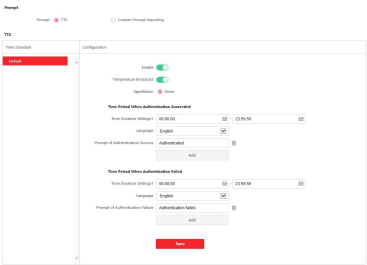 Prompt
Prompt TTS Custom Prompt Importing
TTS
Time Schedule Configuration
Default
Enable
Temperature Broadcast
Appellation None
Time Period When Authentication Succeeded
Time Duration Settings1 00:00:00 - 23:59:59
Language English
Prompt of Authentication Success Authenticated.
Add
Time Period When Authentication Failed
Time Duration Settings1 00:00:00 - 23:59:59
Language English
Prompt of Authentication Failure Authentication failed.
Add
Save